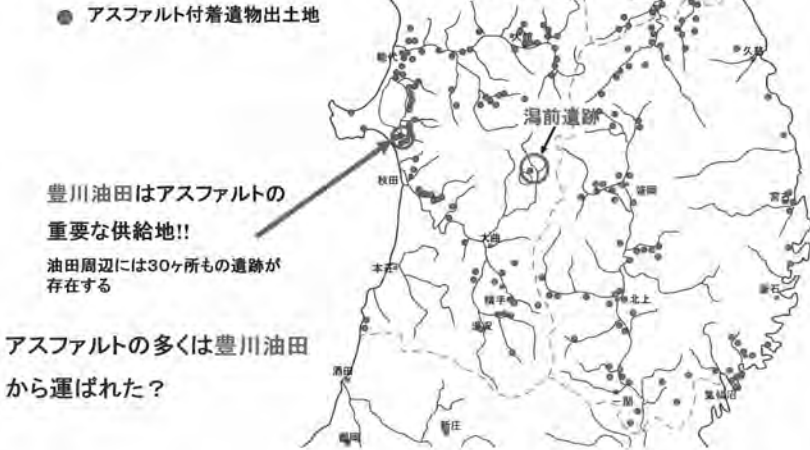 アスファルト付着遺物出土地
能代
久慈
潟前遺跡
秋田
盛岡
宮古
豊川油田はアスファルトの
重要な供給地!!
油田周辺には30ヶ所もの遺跡が
存在する
大曲
本荘
釜石
横手
北上
湯沢
アスファルトの多くは豊川油田
から運ばれた？
酒田
一関
気仙沼
新庄
鶴岡